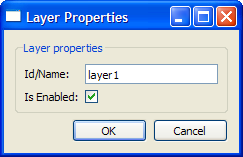 Layer Properties
Layer properties
Id/Name: layer1
Is Enabled:
OK Cancel